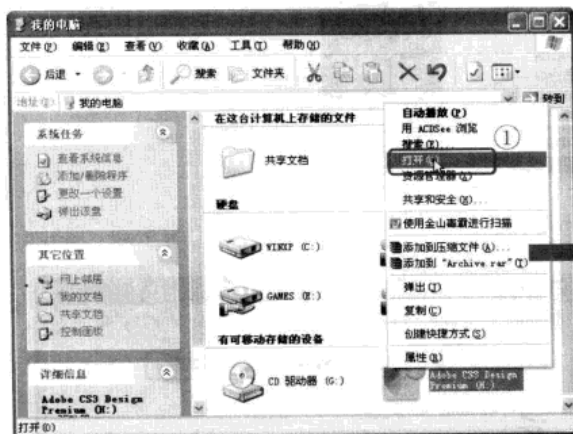 我的电脑
文件(F) 编辑(E) 查看(V) 收藏(A) 工具(T) 帮助(H)
后退 搜索 文件夹
地址(D) 我的电脑 转到
系统任务
查看系统信息
添加/删除程序
更改一个设置
弹出该盘
其它位置
网上邻居
我的文档
共享文档
控制面板
详细信息
Adobe CS3 Design
Premium (H:)
在这台计算机上存储的文件
共享文档
硬盘
WINXP (C:)
GAMES (E:)
有可移动存储的设备
CD 驱动器 (G:)
Adobe CS3 Design
Premium (H:)
自动播放(P)
用 ACDSee 浏览
搜索(E)...
打开(O)
①
资源管理器(X)
共享和安全(H)...
使用金山毒霸进行扫描
添加到压缩文件(A)...
添加到 "Archive.rar"(T)
弹出(J)
复制(C)
创建快捷方式(S)
属性(R)
打开(O)